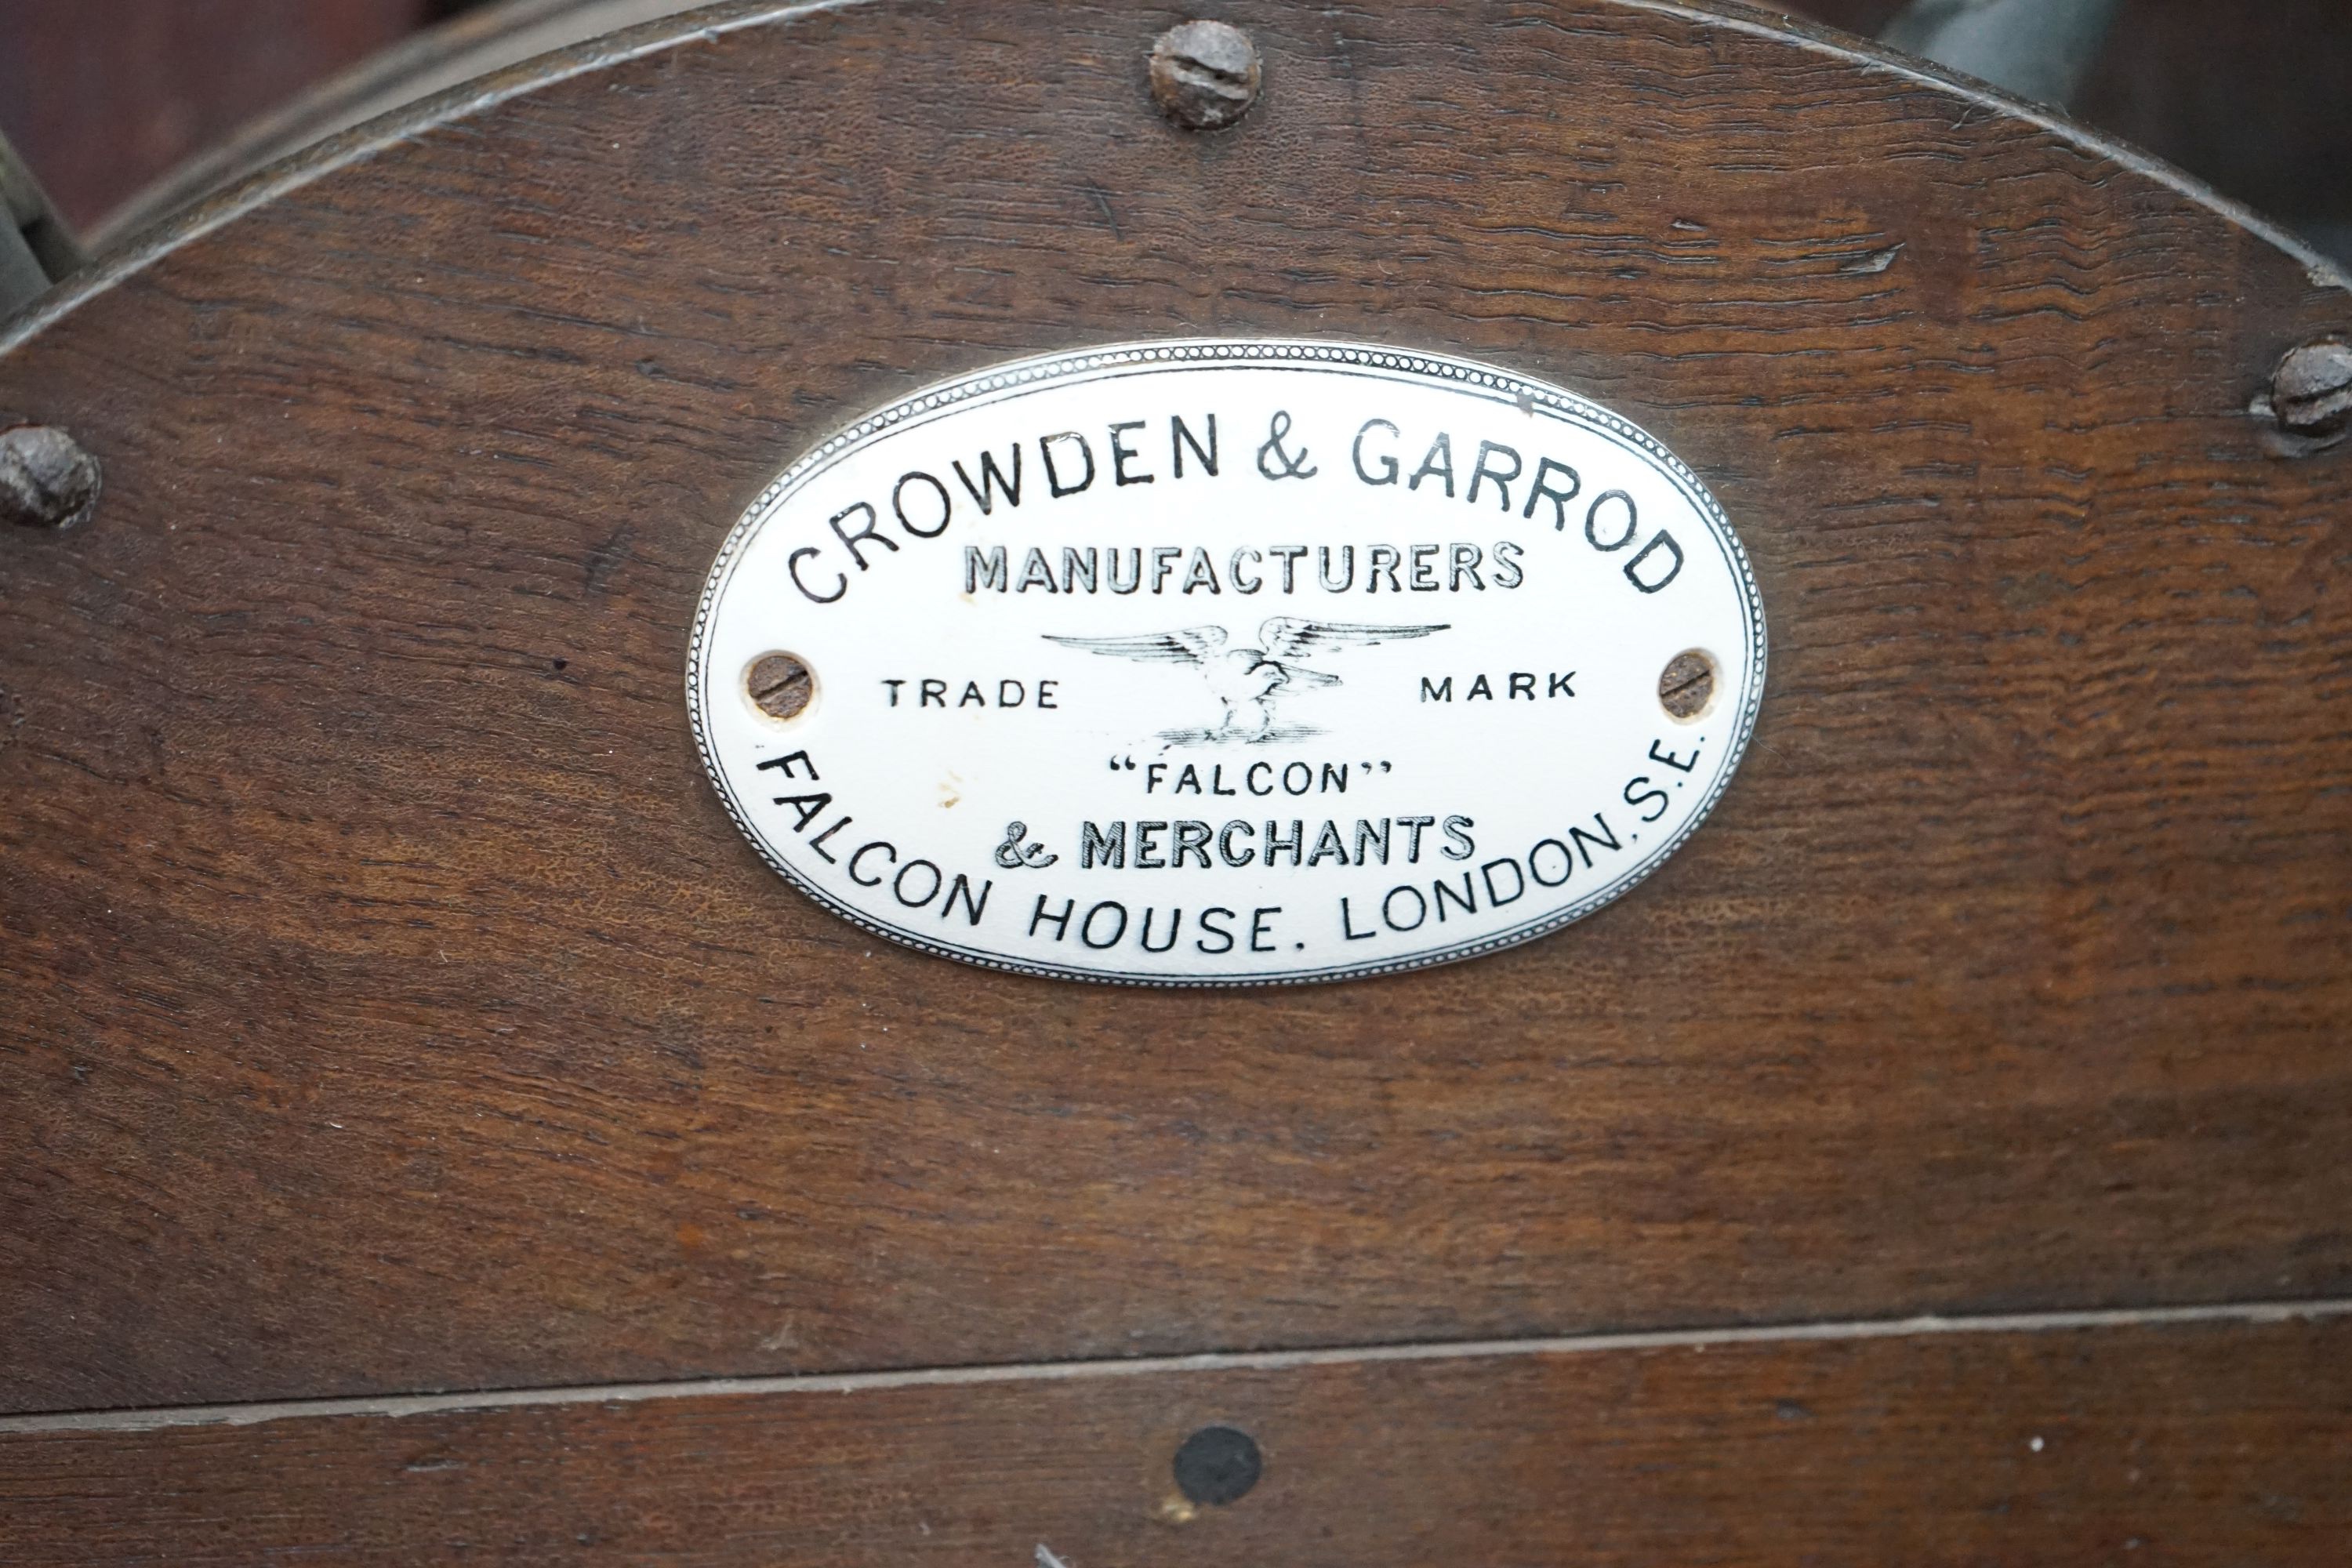 CROWDEN & GARROD
MANUFACTURERS
TRADE MARK
“FALCON”
& MERCHANTS
FALCON HOUSE. LONDON. S.E.